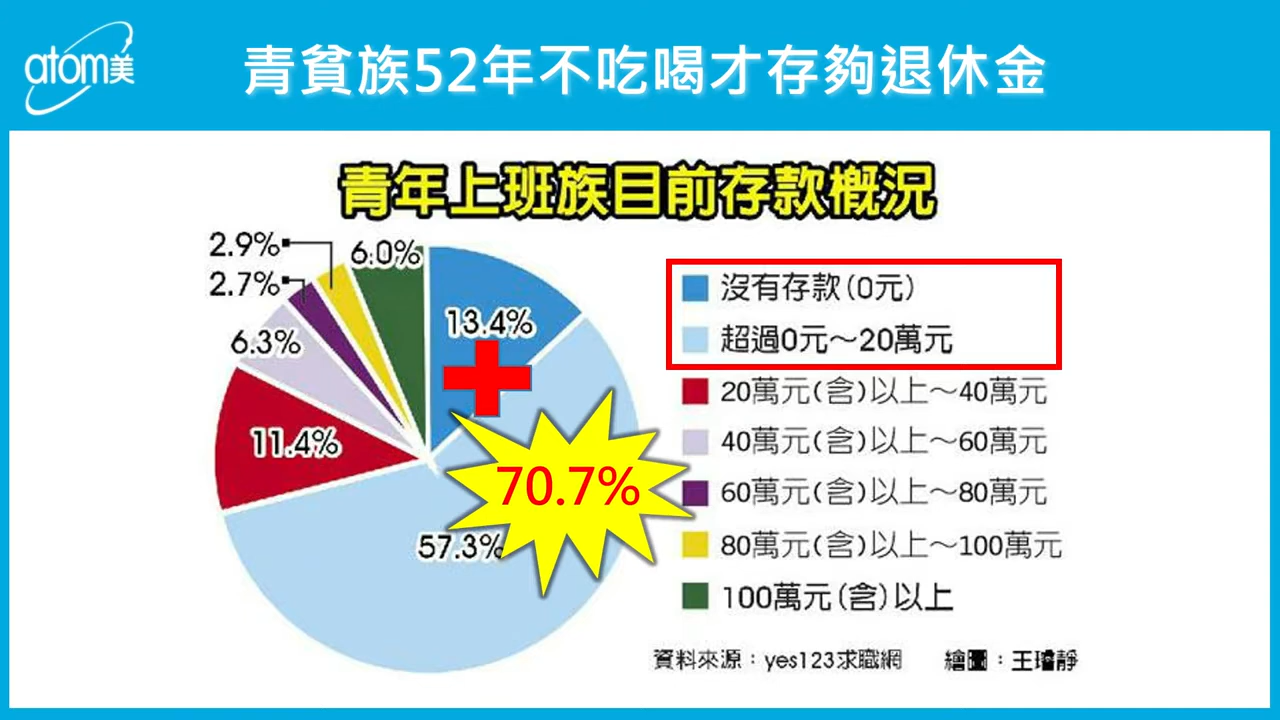 atom美
青貧族52年不吃喝才存夠退休金
青年上班族目前存款概況
2.9%
6.0%
2.7%
13.4%
6.3%
11.4%
70.7%
57.3%
沒有存款(0元)
超過0元～20萬元
20萬元(含)以上～40萬元
40萬元(含)以上～60萬元
60萬元(含)以上～80萬元
80萬元(含)以上～100萬元
100萬元(含)以上
資料來源：yes123求職網 繪圖：王璿靜